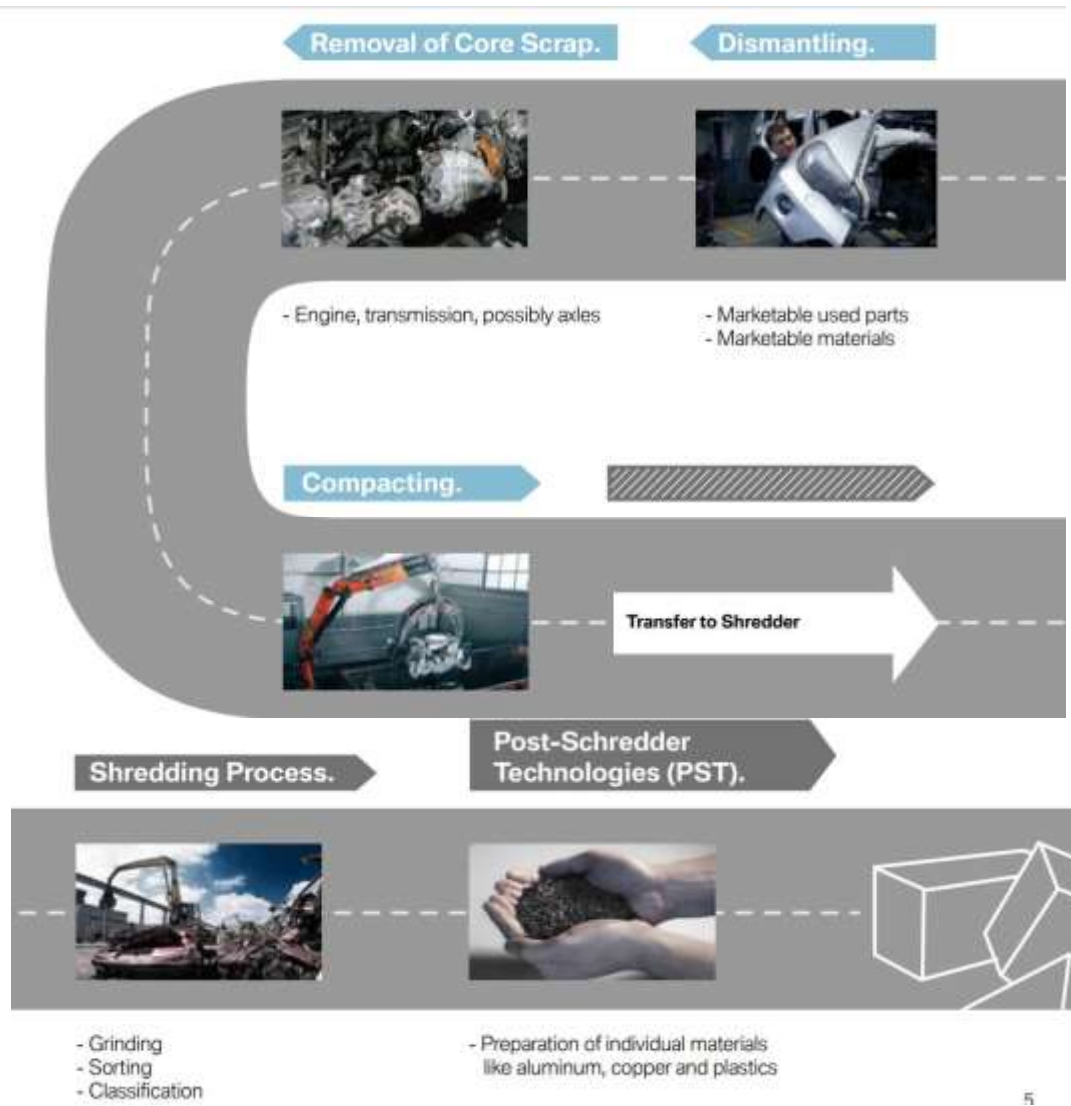 Removal of Core Scrap.
Dismantling.
- Engine, transmission, possibly axles
- Marketable used parts
- Marketable materials
Compacting.
Transfer to Shredder
Shredding Process.
Post-Schredder
Technologies (PST).
- Grinding
- Sorting
- Classification
- Preparation of individual materials
like aluminum, copper and plastics
5